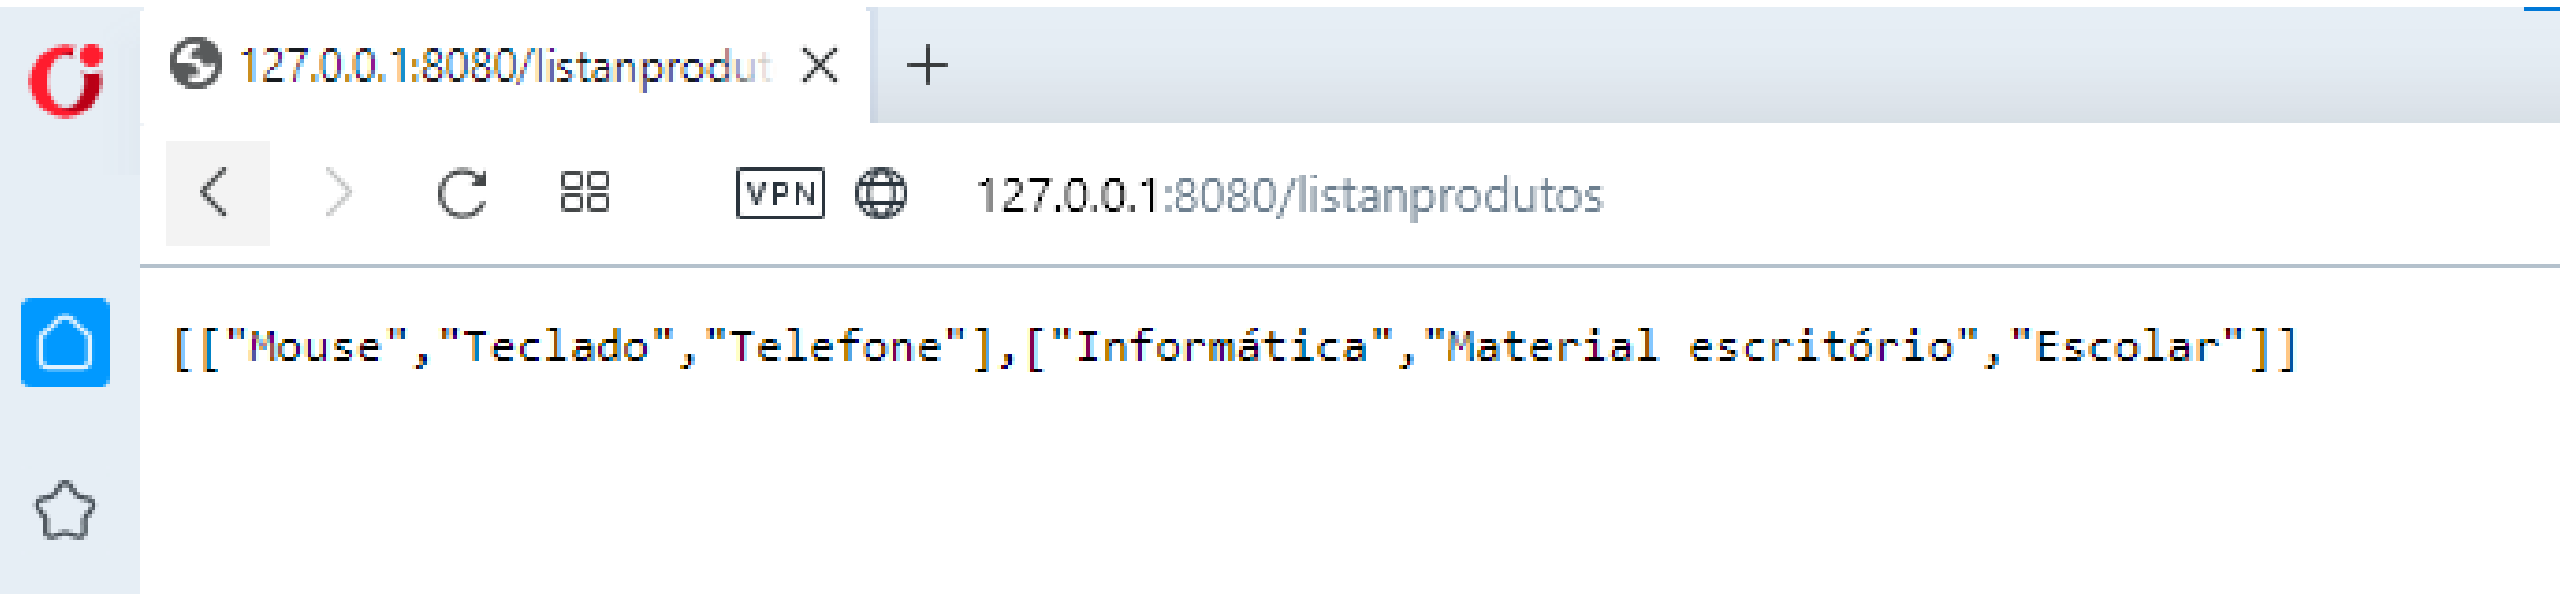 127.0.0.1:8080/listanprodut
VPN 127.0.0.1:8080/listanprodutos
[["Mouse","Teclado","Telefone"],["Informática","Material escritório","Escolar"]]